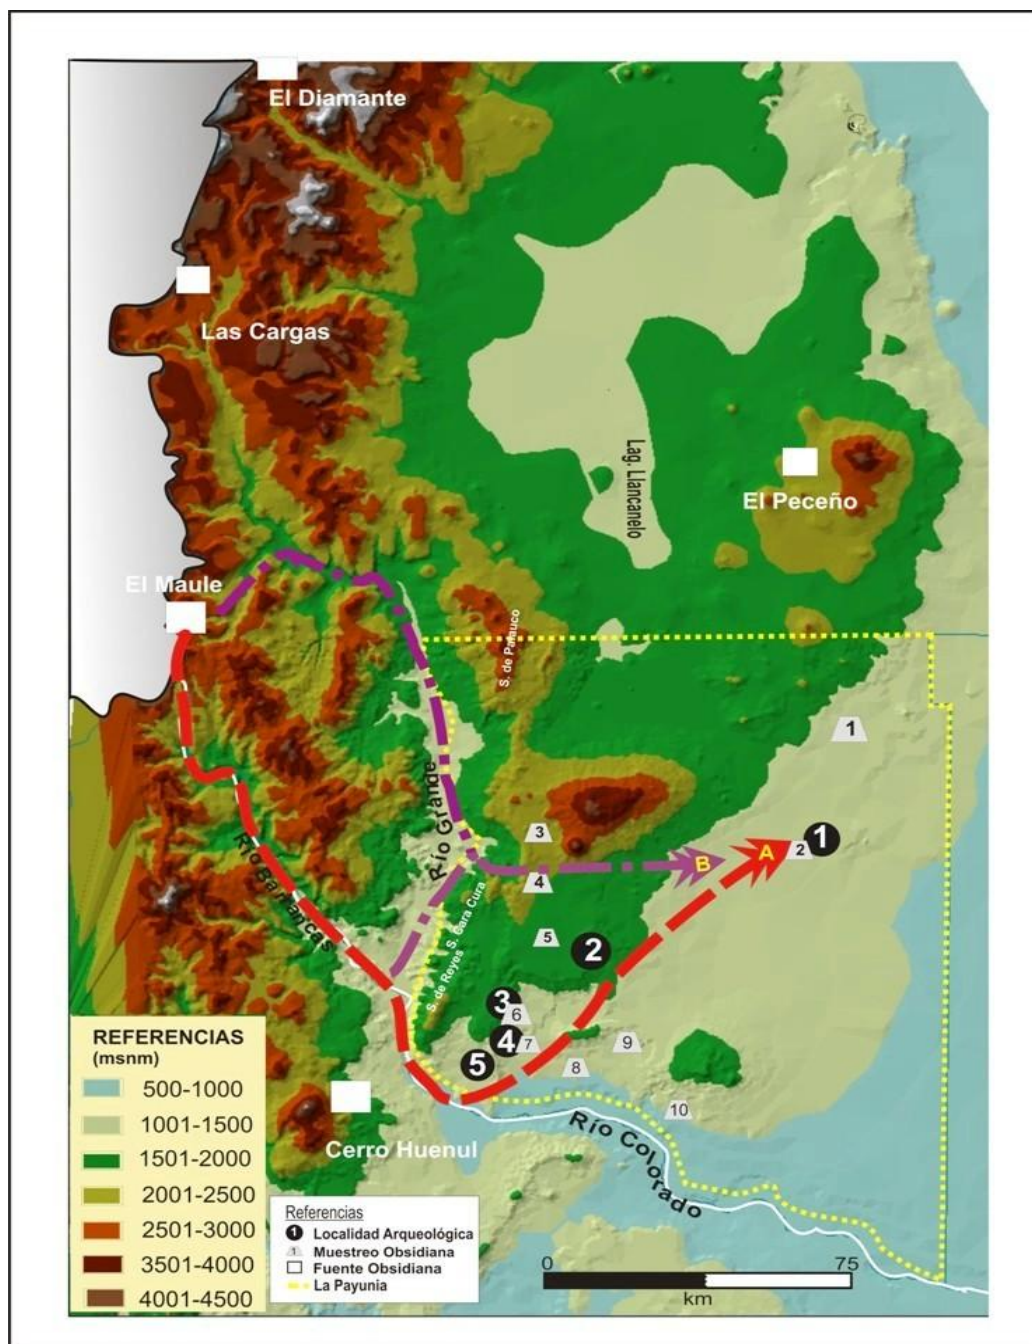 El Diamante
Las Cargas
Lag. Llancanelo
El Peceño
El Maule
S. de Palauco
1
Río Grande
3
1
2
B
A
4
Río Barrancas
S. Cara Cura
S. de Reyes
5
2
3
6
4
7
9
5
8
10
Cerro Huenul
Río Colorado
REFERENCIAS
(msnm)
500-1000
1001-1500
1501-2000
2001-2500
2501-3000
3501-4000
4001-4500
Referencias
1 Localidad Arqueológica
1 Muestreo Obsidiana
Fuente Obsidiana
La Payunia
0 75
km